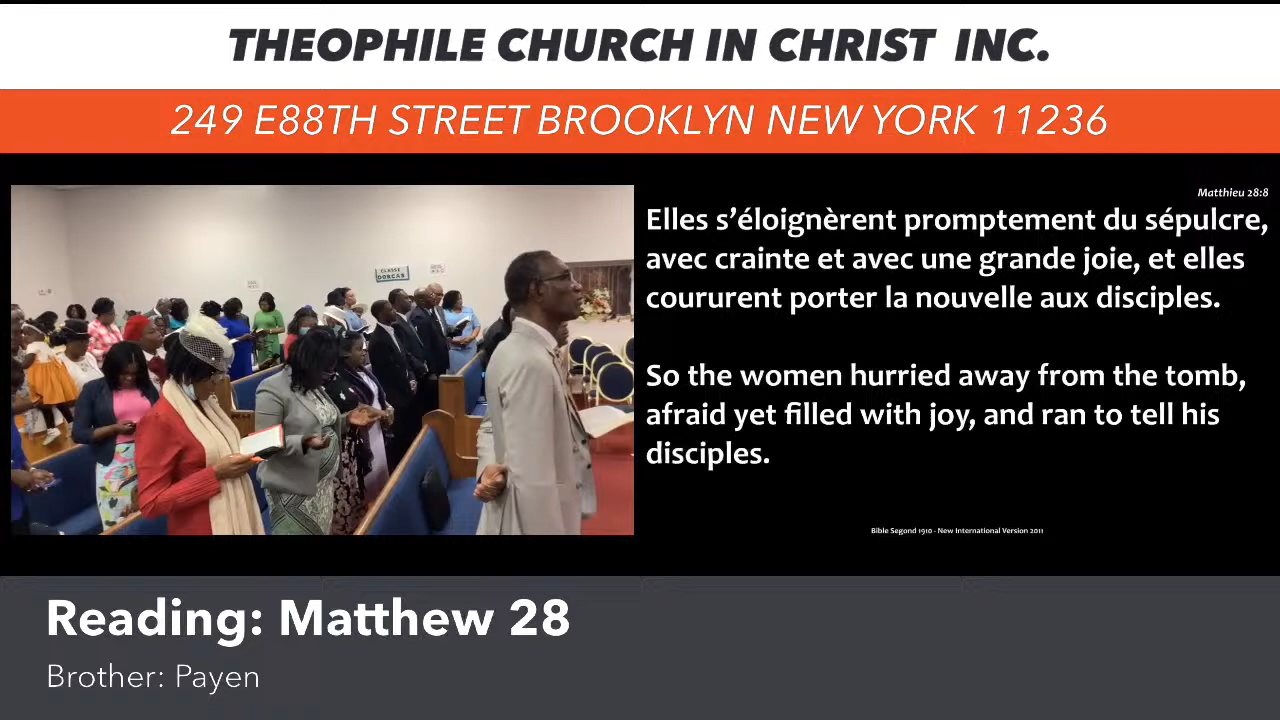 THEOPHILE CHURCH IN CHRIST INC.
249 E88TH STREET BROOKLYN NEW YORK 11236
Matthieu 28:8
Elles s’éloignèrent promptement du sépulcre,
avec crainte et avec une grande joie, et elles
coururent porter la nouvelle aux disciples.
So the women hurried away from the tomb,
afraid yet filled with joy, and ran to tell his
disciples.
Bible Segond 1910 - New International Version 2011
CLASSE
DORCAS
Reading: Matthew 28
Brother: Payen